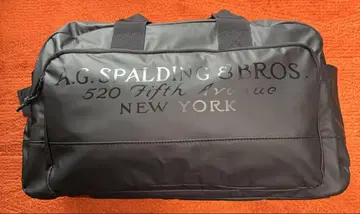 A.G. SPALDING & BROS.
520 Fifth Avenue
NEW YORK